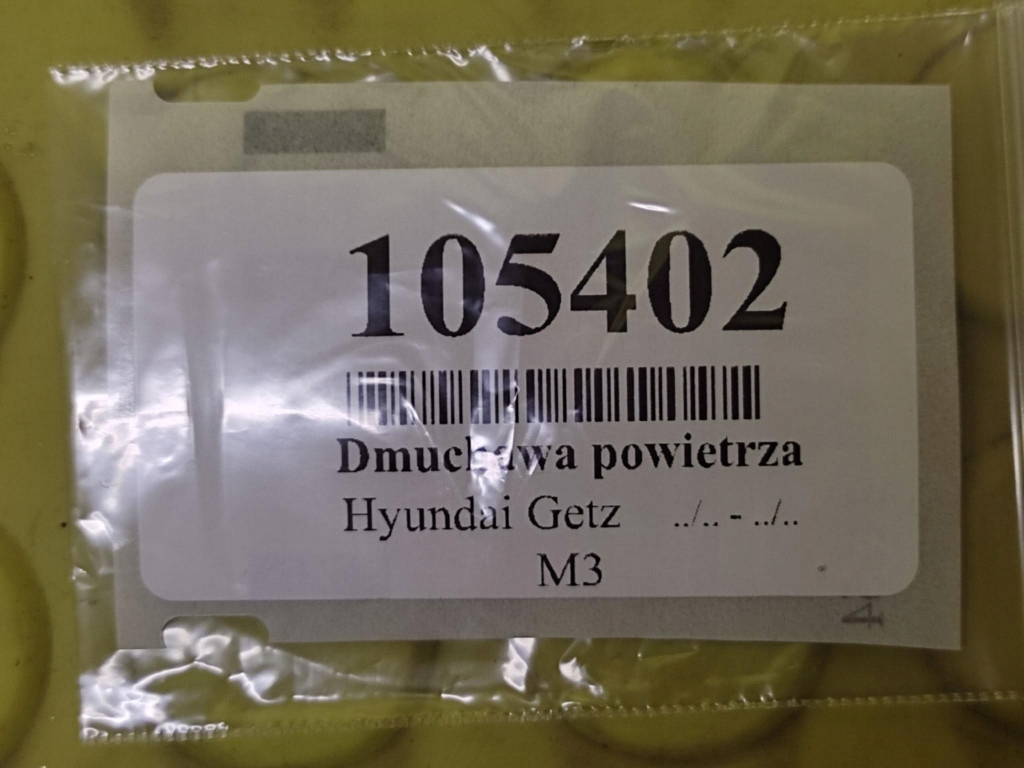 105402
Dmuchawa powietrza
Hyundai Getz ../.. - ../..
M3
4